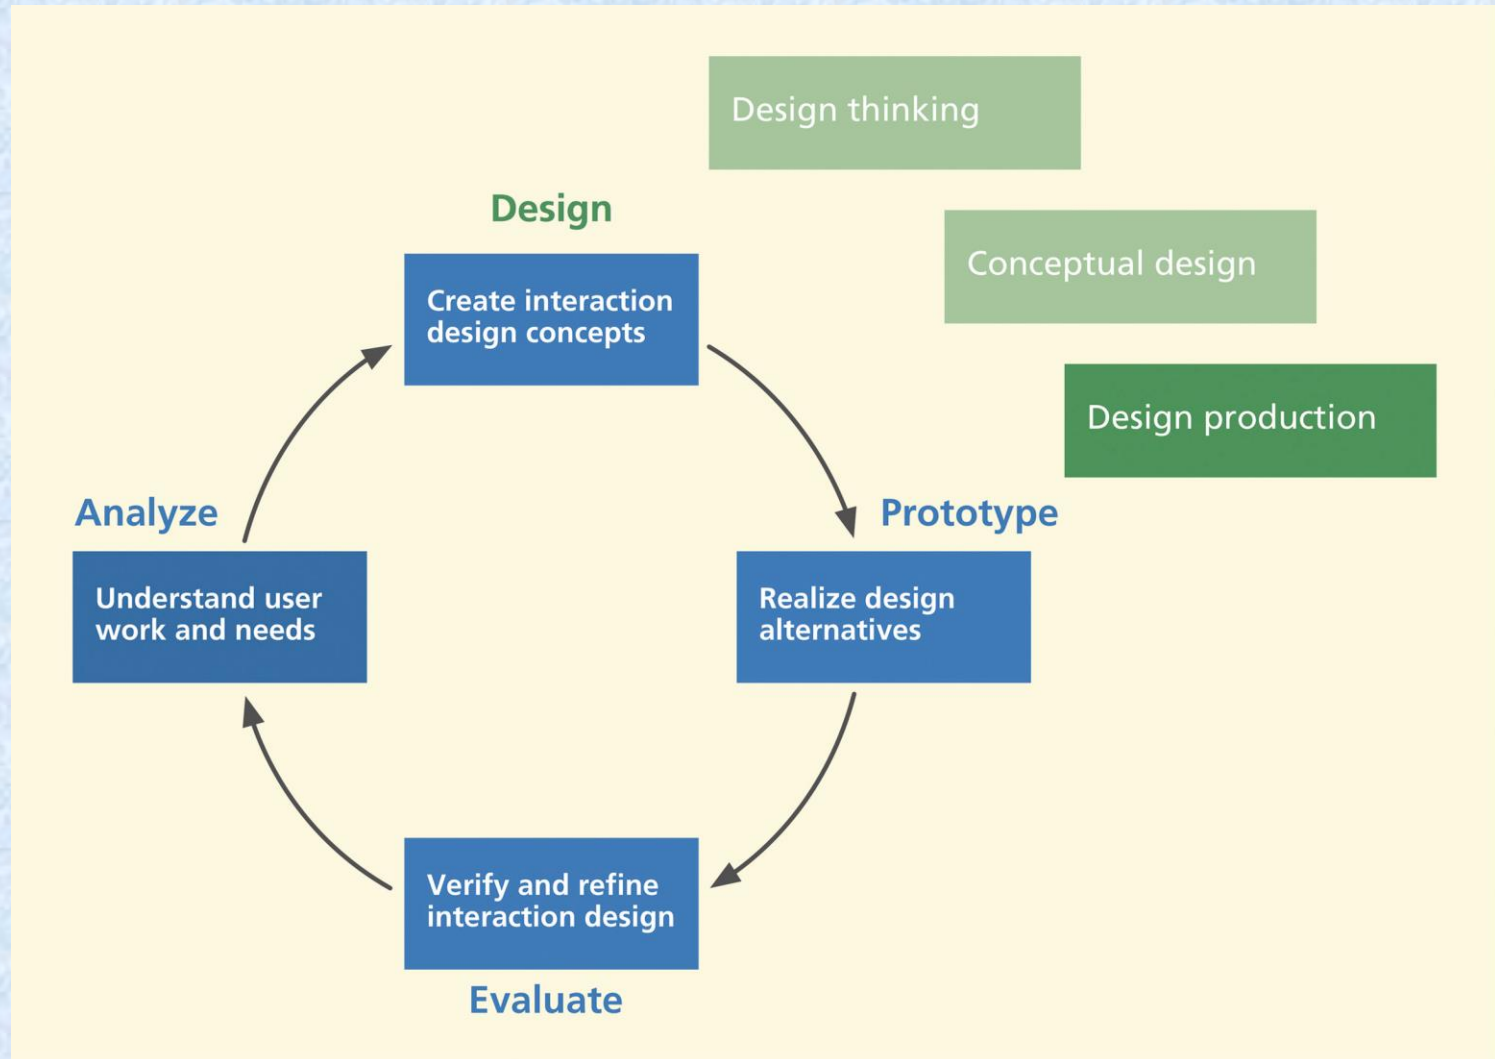 Design thinking
Design
Conceptual design
Create interaction
design concepts
Design production
Analyze
Prototype
Understand user
work and needs
Realize design
alternatives
Verify and refine
interaction design
Evaluate